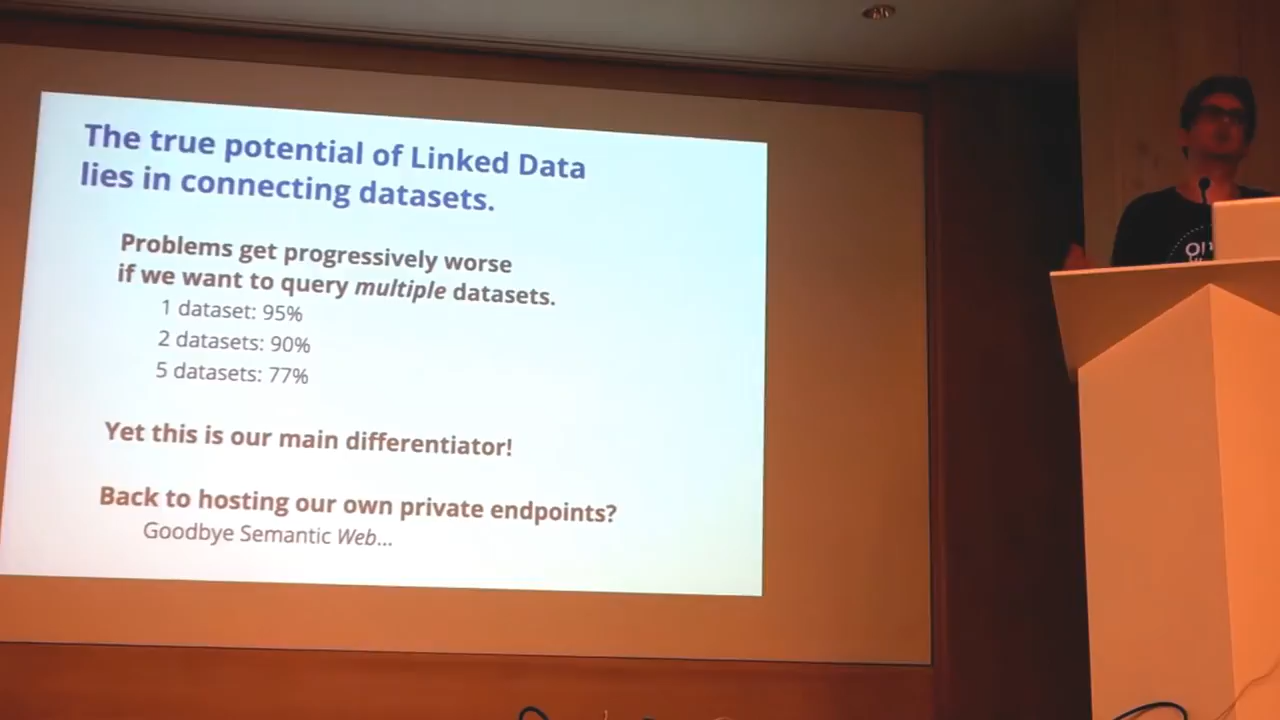 The true potential of Linked Data
lies in connecting datasets.
Problems get progressively worse
if we want to query multiple datasets.
1 dataset: 95%
2 datasets: 90%
5 datasets: 77%
Yet this is our main differentiator!
Back to hosting our own private endpoints?
Goodbye Semantic Web...